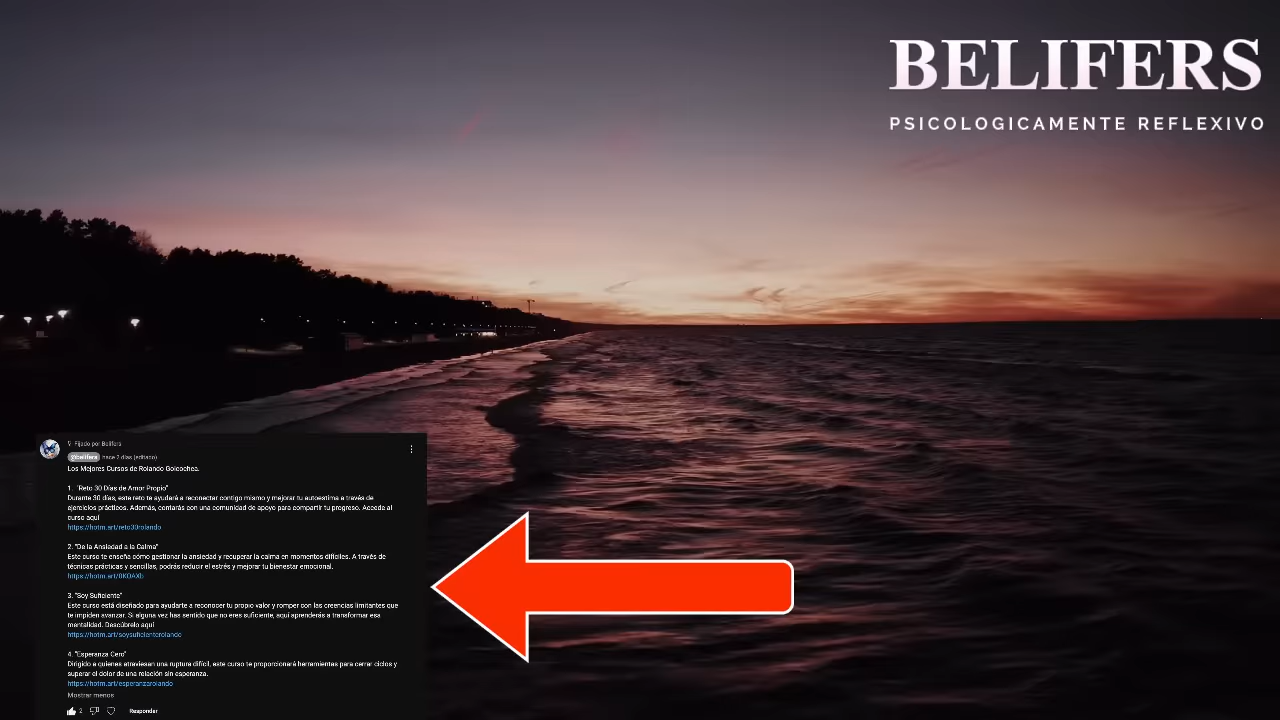 BELIFERS
PSICOLOGICAMENTE REFLEXIVO
Fijado por Belifers
@belifers hace 2 días (editado)
Los Mejores Cursos de Rolando Goicochea.
1. "Reto 30 Días de Amor Propio"
Durante 30 días, este reto te ayudará a reconectar contigo mismo y mejorar tu autoestima a través de
ejercicios prácticos. Además, contarás con una comunidad de apoyo para compartir tu progreso. Accede al
curso aquí
https://hotm.art/reto30rolando
2. "De la Ansiedad a la Calma"
Este curso te enseña cómo gestionar la ansiedad y recuperar la calma en momentos difíciles. A través de
técnicas prácticas y sencillas, podrás reducir el estrés y mejorar tu bienestar emocional.
3. "Soy Suficiente"
Este curso está diseñado para ayudarte a reconocer tu propio valor y romper con las creencias limitantes que
te impiden avanzar. Si alguna vez has sentido que no eres suficiente, aquí aprenderás a transformar esa
mentalidad. Descúbrelo aquí
https://hotm.art/soysuficienterolando
4. "Esperanza Cero"
Dirigido a quienes atraviesan una ruptura difícil, este curso te proporcionará herramientas para cerrar ciclos y
superar el dolor de una relación sin esperanza.
https://hotm.art/esperanzarolando
Mostrar menos
2 Responder